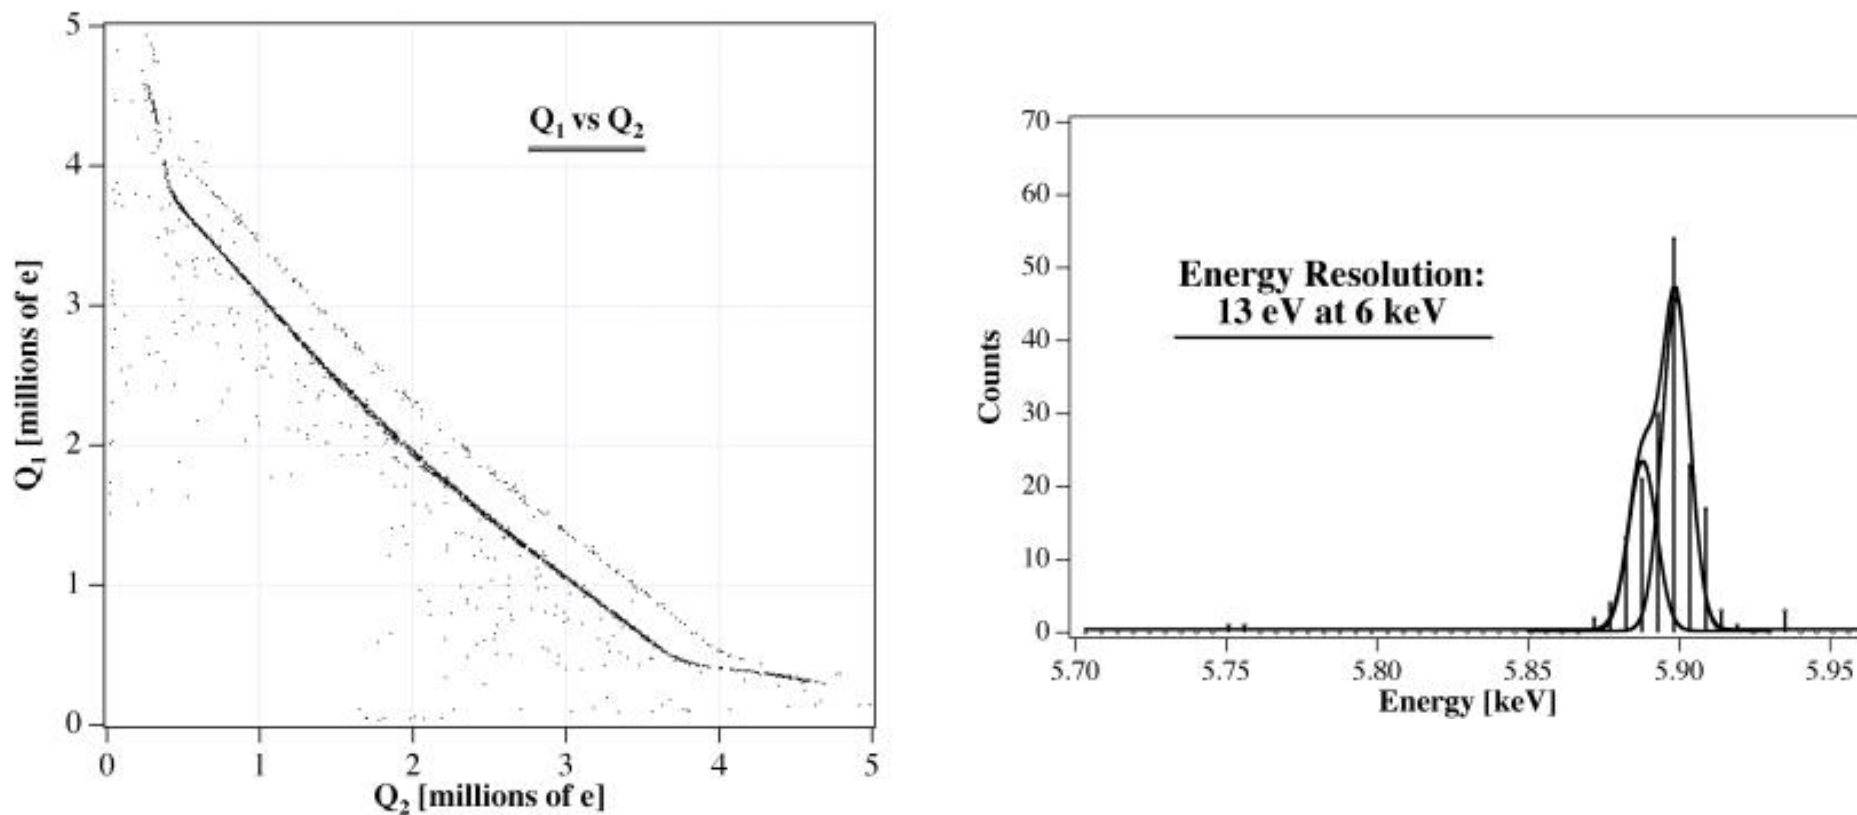 5
4
3
2
1
0
Q₁ [millions of e]
Q₁ vs Q₂
0 1 2 3 4 5
Q₂ [millions of e]
70
60
50
40
30
20
10
0
Counts
Energy Resolution:
13 eV at 6 keV
5.70 5.75 5.80 5.85 5.90 5.95
Energy [keV]